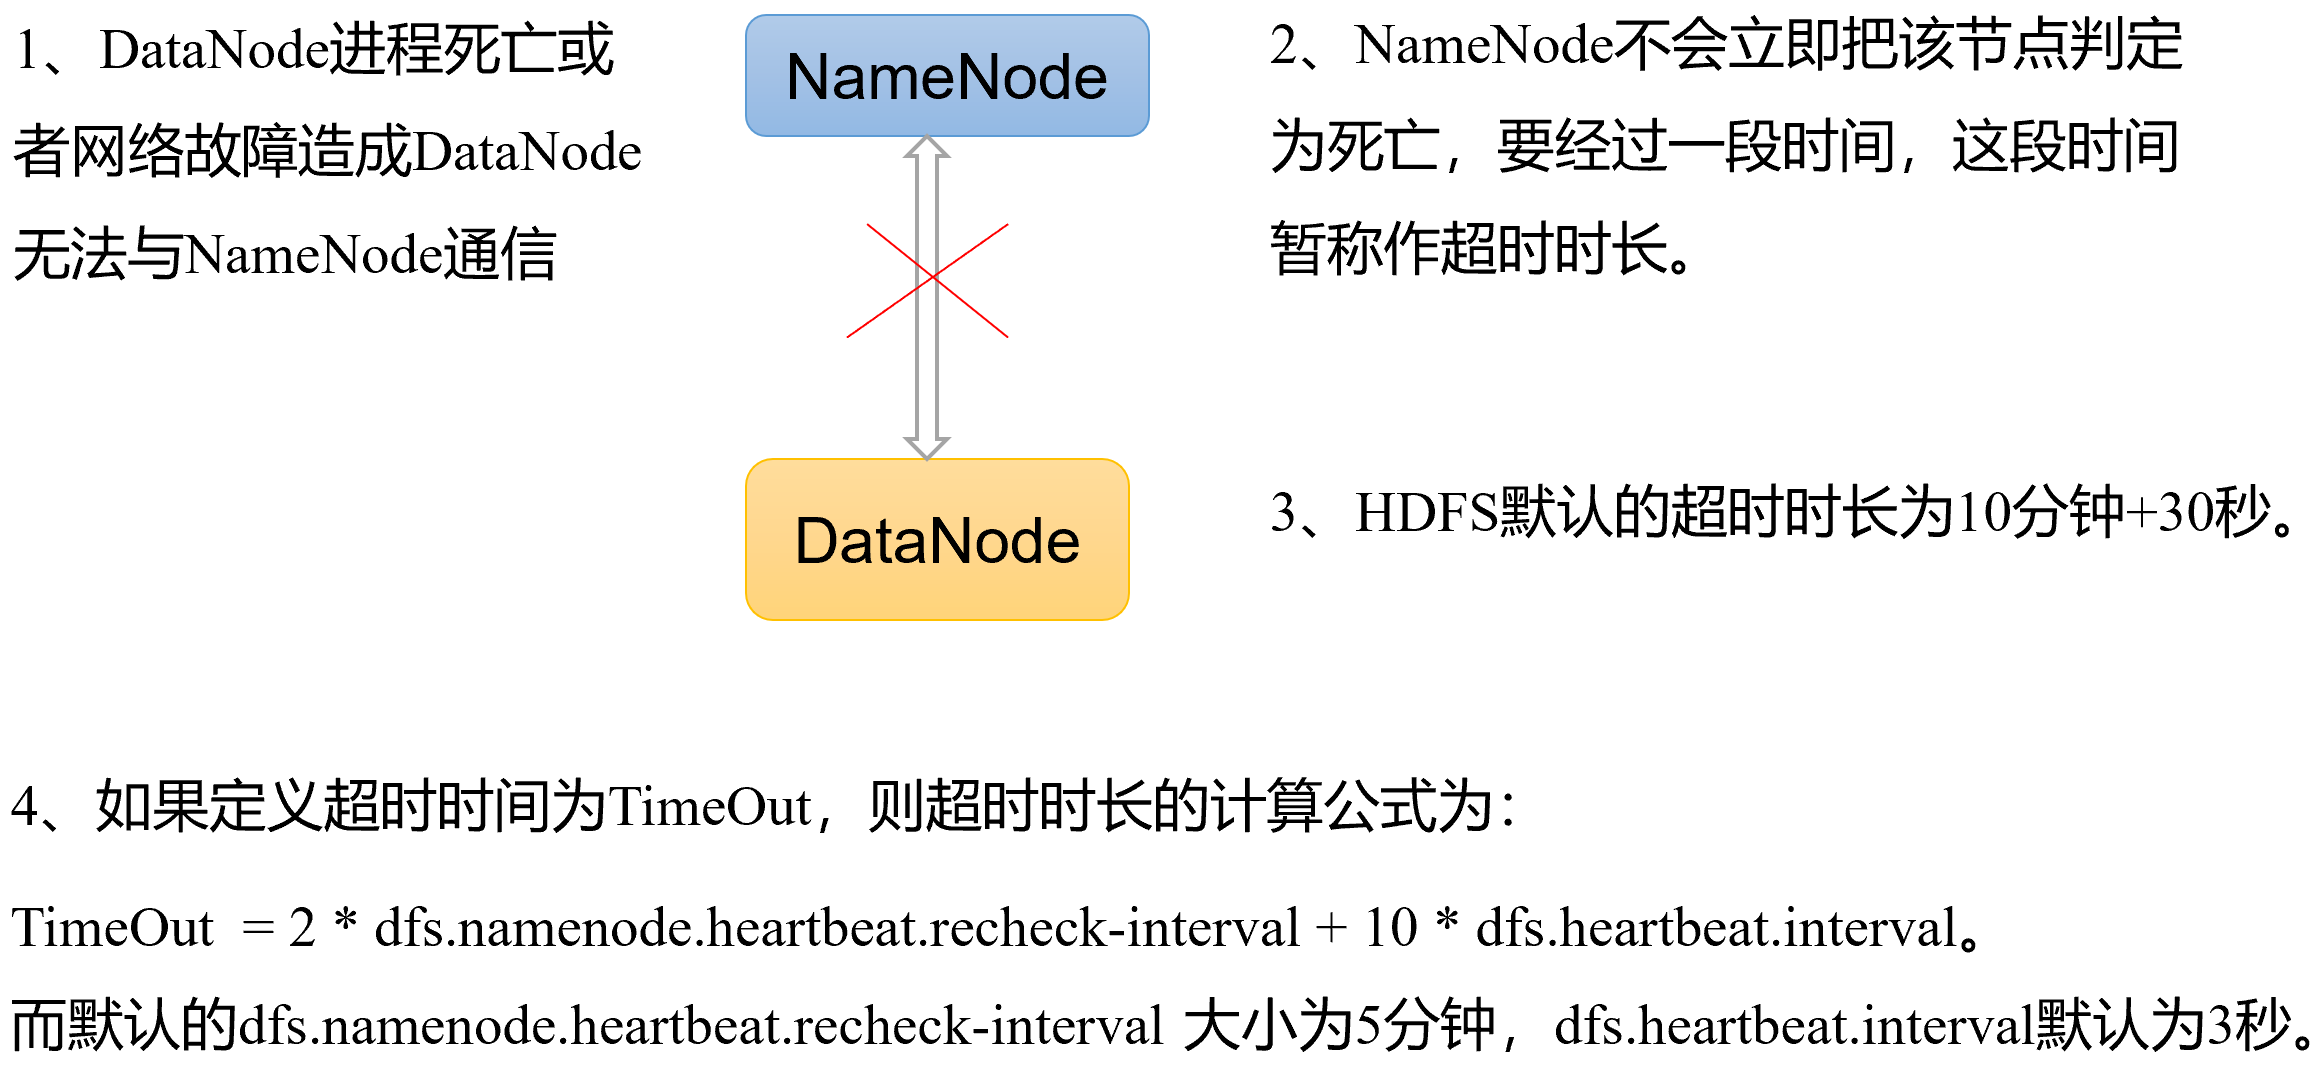 1、DataNode进程死亡或
者网络故障造成DataNode
无法与NameNode通信
NameNode
2、NameNode不会立即把该节点判定
为死亡，要经过一段时间，这段时间
暂称作超时时长。
DataNode
3、HDFS默认的超时时长为10分钟+30秒。
4、如果定义超时时间为TimeOut，则超时时长的计算公式为：
TimeOut = 2 * dfs.namenode.heartbeat.recheck-interval + 10 * dfs.heartbeat.interval。
而默认的dfs.namenode.heartbeat.recheck-interval 大小为5分钟，dfs.heartbeat.interval默认为3秒。